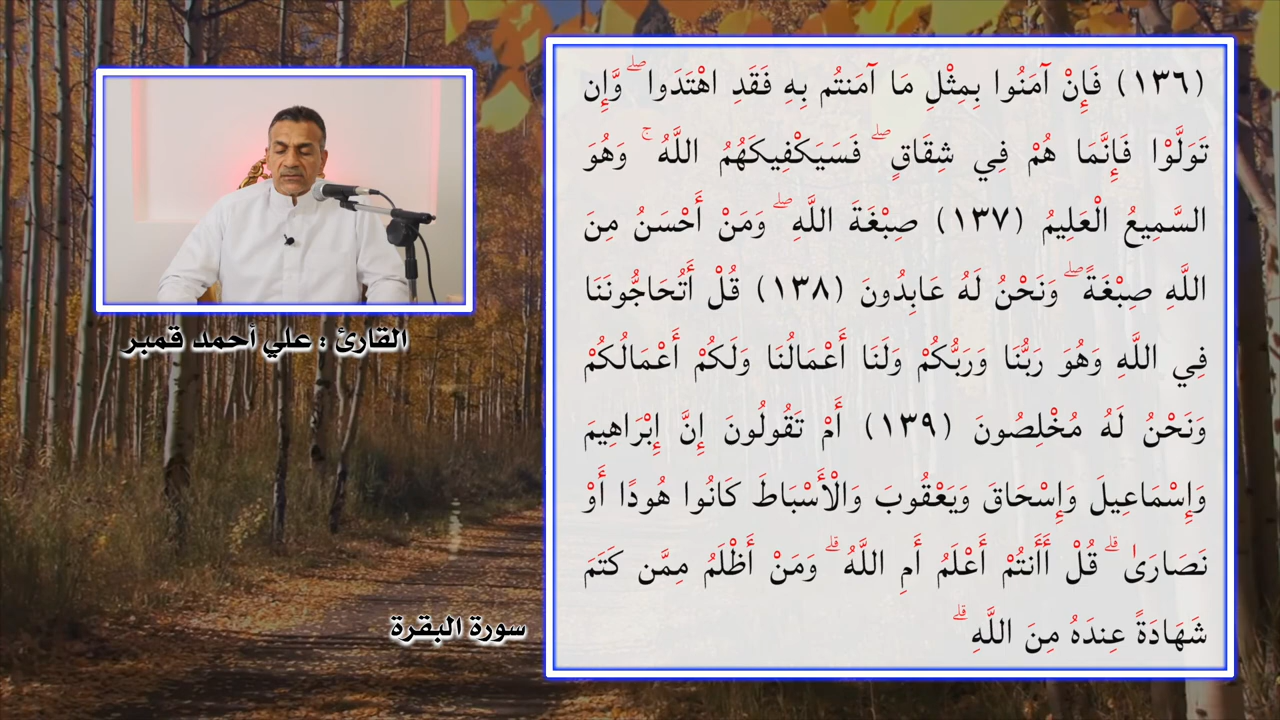 (١٣٦) فَإِنْ آمَنُوا بِمِثْلِ مَا آمَنتُم بِهِ فَقَدِ اهْتَدَوا ۖ وَّإِن
تَوَلَّوْا فَإِنَّمَا هُمْ فِي شِقَاقٍ ۖ فَسَيَكْفِيكَهُمُ اللَّهُ ۚ وَهُوَ
السَّمِيعُ الْعَلِيمُ (١٣٧) صِبْغَةَ اللَّهِ ۖ وَمَنْ أَحْسَنُ مِنَ
اللَّهِ صِبْغَةً ۖ وَنَحْنُ لَهُ عَابِدُونَ (١٣٨) قُلْ أَتُحَاجُّونَنَا
فِي اللَّهِ وَهُوَ رَبُّنَا وَرَبُّكُمْ وَلَنَا أَعْمَالُنَا وَلَكُمْ أَعْمَالُكُمْ
وَنَحْنُ لَهُ مُخْلِصُونَ (١٣٩) أَمْ تَقُولُونَ إِنَّ إِبْرَاهِيمَ
وَإِسْمَاعِيلَ وَإِسْحَاقَ وَيَعْقُوبَ وَالْأَسْبَاطَ كَانُوا هُودًا أَوْ
نَصَارَىٰ ۗ قُلْ أَأَنتُمْ أَعْلَمُ أَمِ اللَّهُ ۗ وَمَنْ أَظْلَمُ مِمَّن كَتَمَ
شَهَادَةً عِندَهُ مِنَ اللَّهِ ۗ
القارئ : علي أحمد قمبر
سورة البقرة